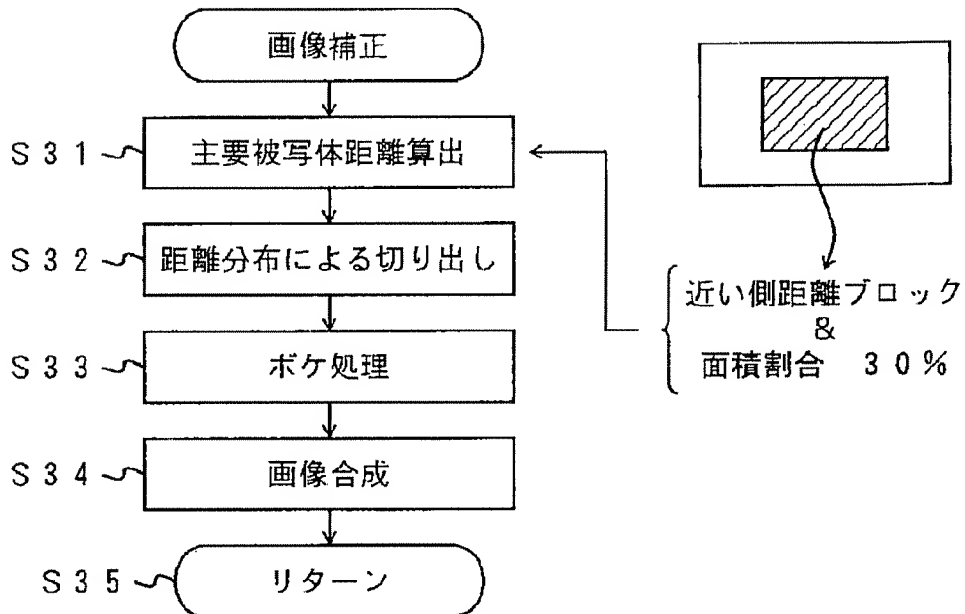 画像補正
S31
主要被写体距離算出
S32
距離分布による切り出し
S33
ボケ処理
S34
画像合成
S35
リターン
近い側距離ブロック
&
面積割合 30%